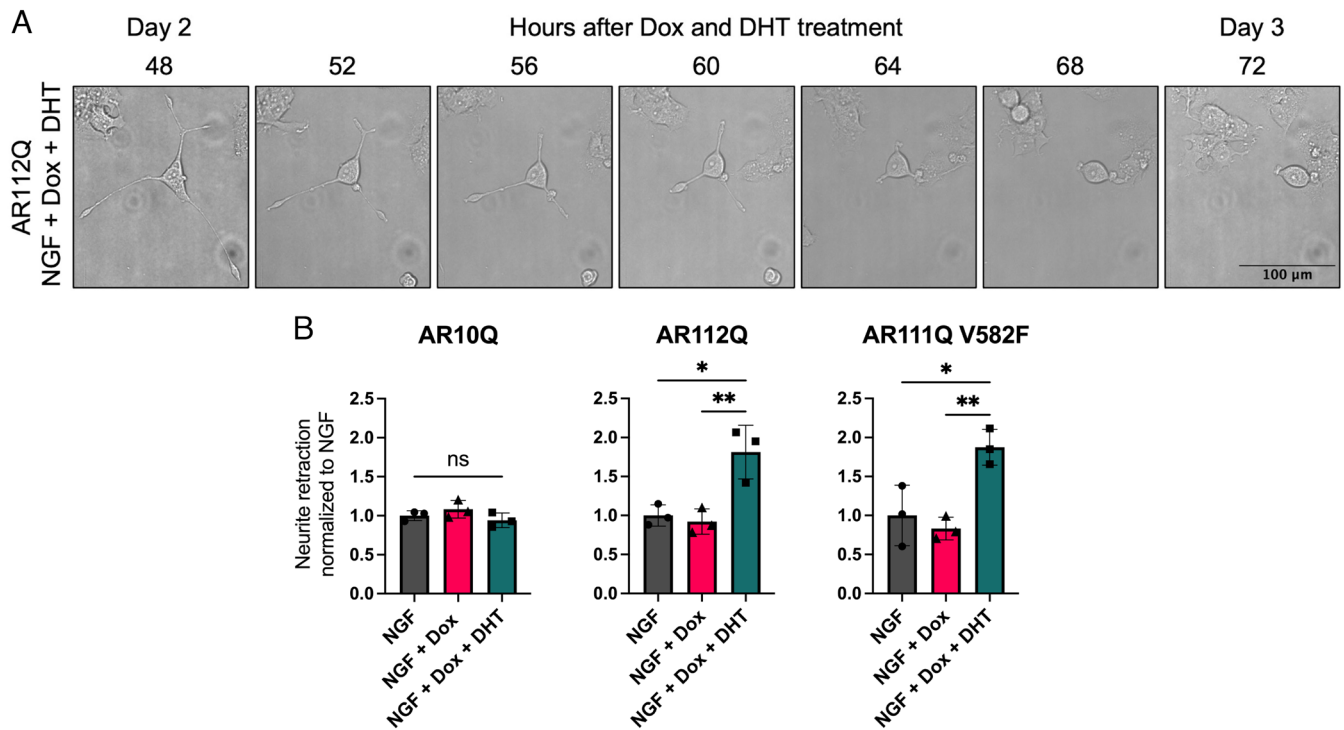 A
Day 2
Hours after Dox and DHT treatment
Day 3
48
52
56
60
64
68
72
AR112Q
NGF + Dox + DHT
100 µm
B
AR10Q
AR112Q
AR111Q V582F
Neurite retraction
normalized to NGF
2.5
2.0
1.5
1.0
0.5
0.0
ns
NGF
NGF + Dox
NGF + Dox + DHT
2.5
2.0
1.5
1.0
0.5
0.0
*
**
NGF
NGF + Dox
NGF + Dox + DHT
2.5
2.0
1.5
1.0
0.5
0.0
*
**
NGF
NGF + Dox
NGF + Dox + DHT